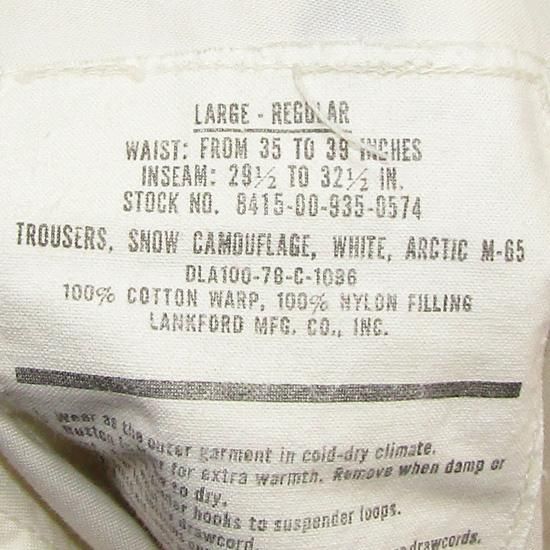 LARGE - REGULAR
WAIST: FROM 35 TO 39 INCHES
INSEAM: 29½ TO 32½ IN.
STOCK NO. 8415-00-935-0574
TROUSERS, SNOW CAMOUFLAGE, WHITE, ARCTIC M-65
DLA100-78-C-1086
100% COTTON WARP, 100% NYLON FILLING
LANKFORD MFG. CO., INC.
Wear as the outer garment in cold-dry climate.
Button
for extra warmth. Remove when damp or
to dry.
hooks to suspender loops.
drawcord.
drawcords.